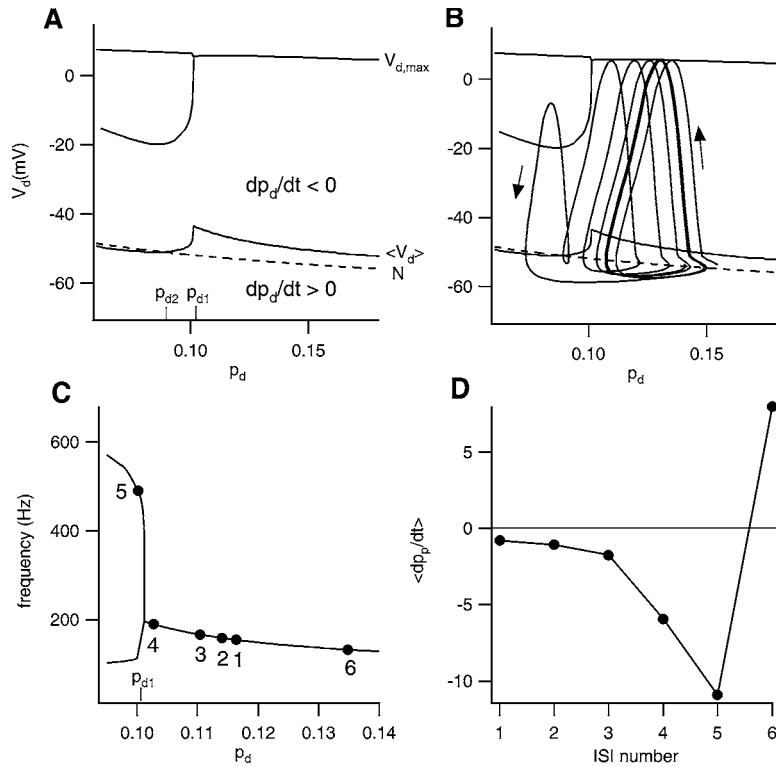 A
B
0
-20
-40
-60
V_d(mV)
V_d,max
dp_d/dt < 0
<V_d>
N
dp_d/dt > 0
p_d2 p_d1
0.10 0.15
p_d
0
-20
-40
-60
0.10 0.15
p_d
C
D
600
400
200
frequency (Hz)
5
4 3 2 1 6
p_d1
0.10 0.11 0.12 0.13 0.14
p_d
5
0
-5
-10
<dp_p/dt>
1 2 3 4 5 6
ISI number